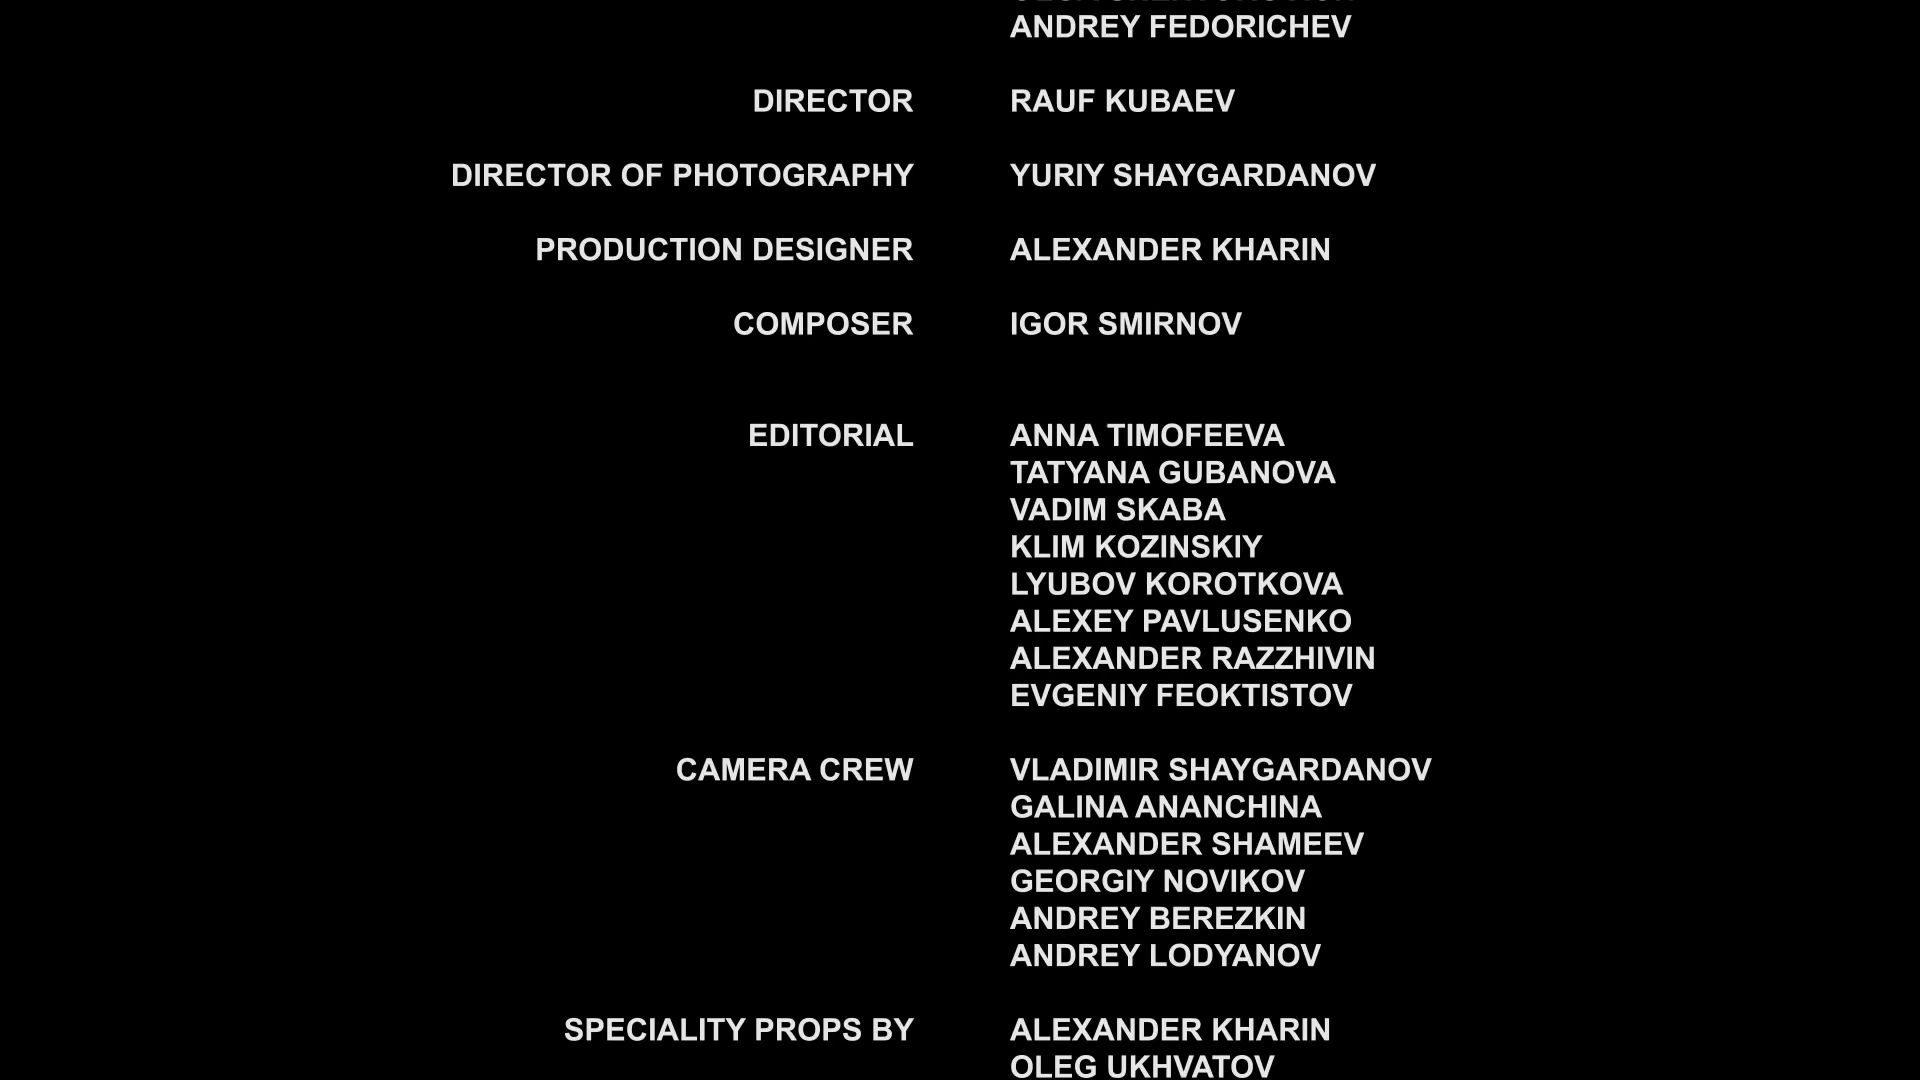 ANDREY FEDORICHEV
DIRECTOR RAUF KUBAEV
DIRECTOR OF PHOTOGRAPHY YURIY SHAYGARDANOV
PRODUCTION DESIGNER ALEXANDER KHARIN
COMPOSER IGOR SMIRNOV
EDITORIAL ANNA TIMOFEEVA
TATYANA GUBANOVA
VADIM SKABA
KLIM KOZINSKIY
LYUBOV KOROTKOVA
ALEXEY PAVLUSENKO
ALEXANDER RAZZHIVIN
EVGENIY FEOKTISTOV
CAMERA CREW VLADIMIR SHAYGARDANOV
GALINA ANANCHINA
ALEXANDER SHAMEEV
GEORGIY NOVIKOV
ANDREY BEREZKIN
ANDREY LODYANOV
SPECIALITY PROPS BY ALEXANDER KHARIN
OLEG UKHVATOV